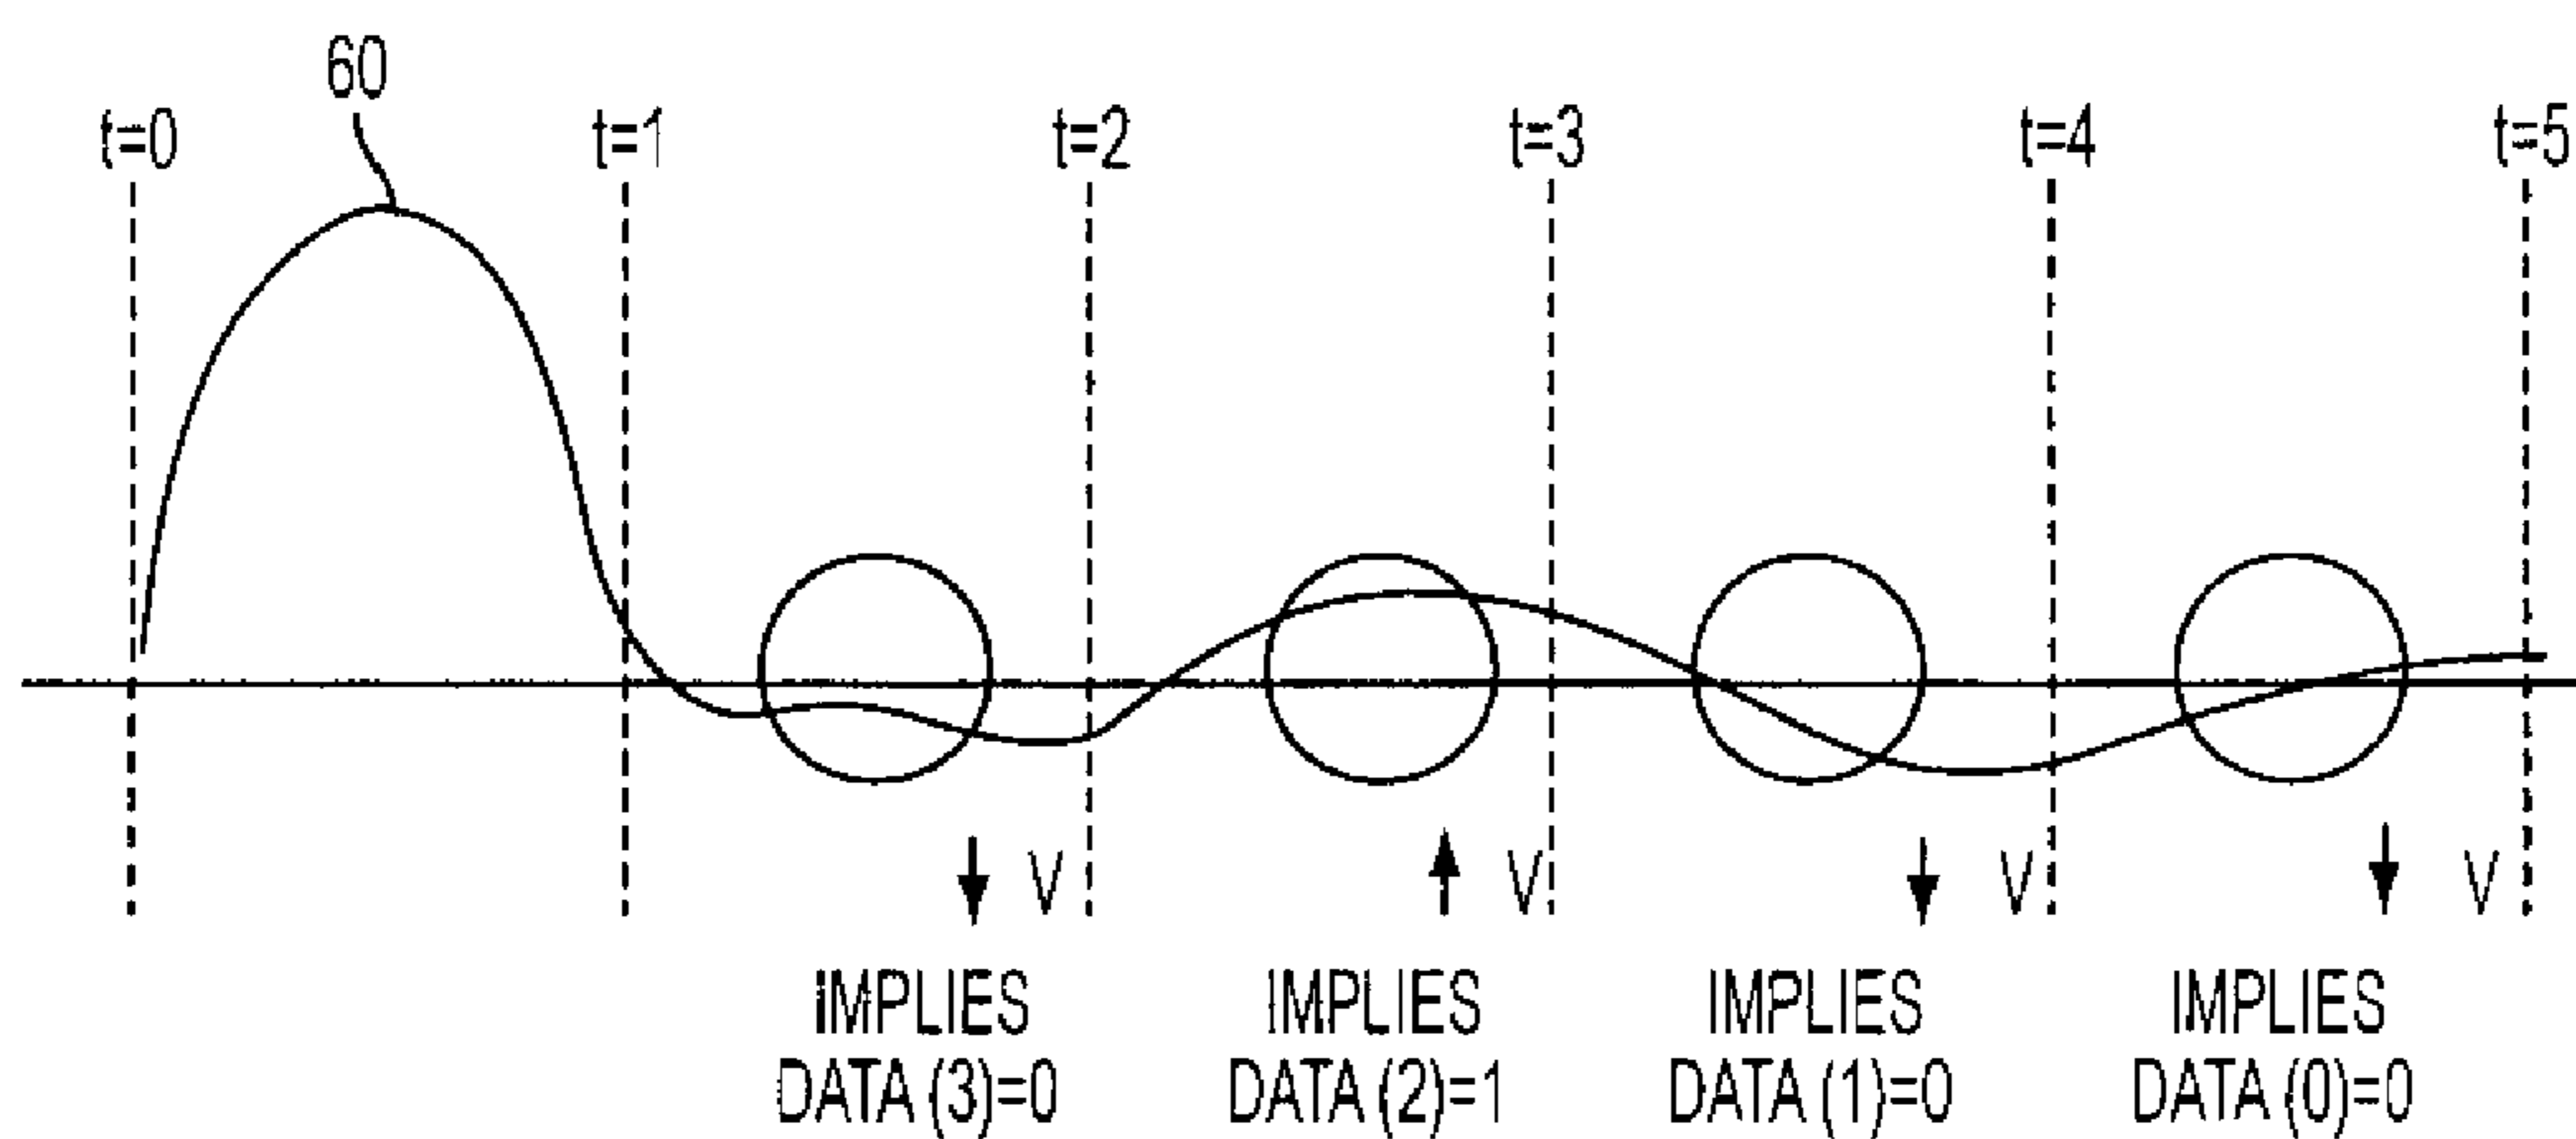 60
t=0 t=1 t=2 t=3 t=4 t=5
V V V V
IMPLIES IMPLIES IMPLIES IMPLIES
DATA (3)=0 DATA (2)=1 DATA (1)=0 DATA (0)=0